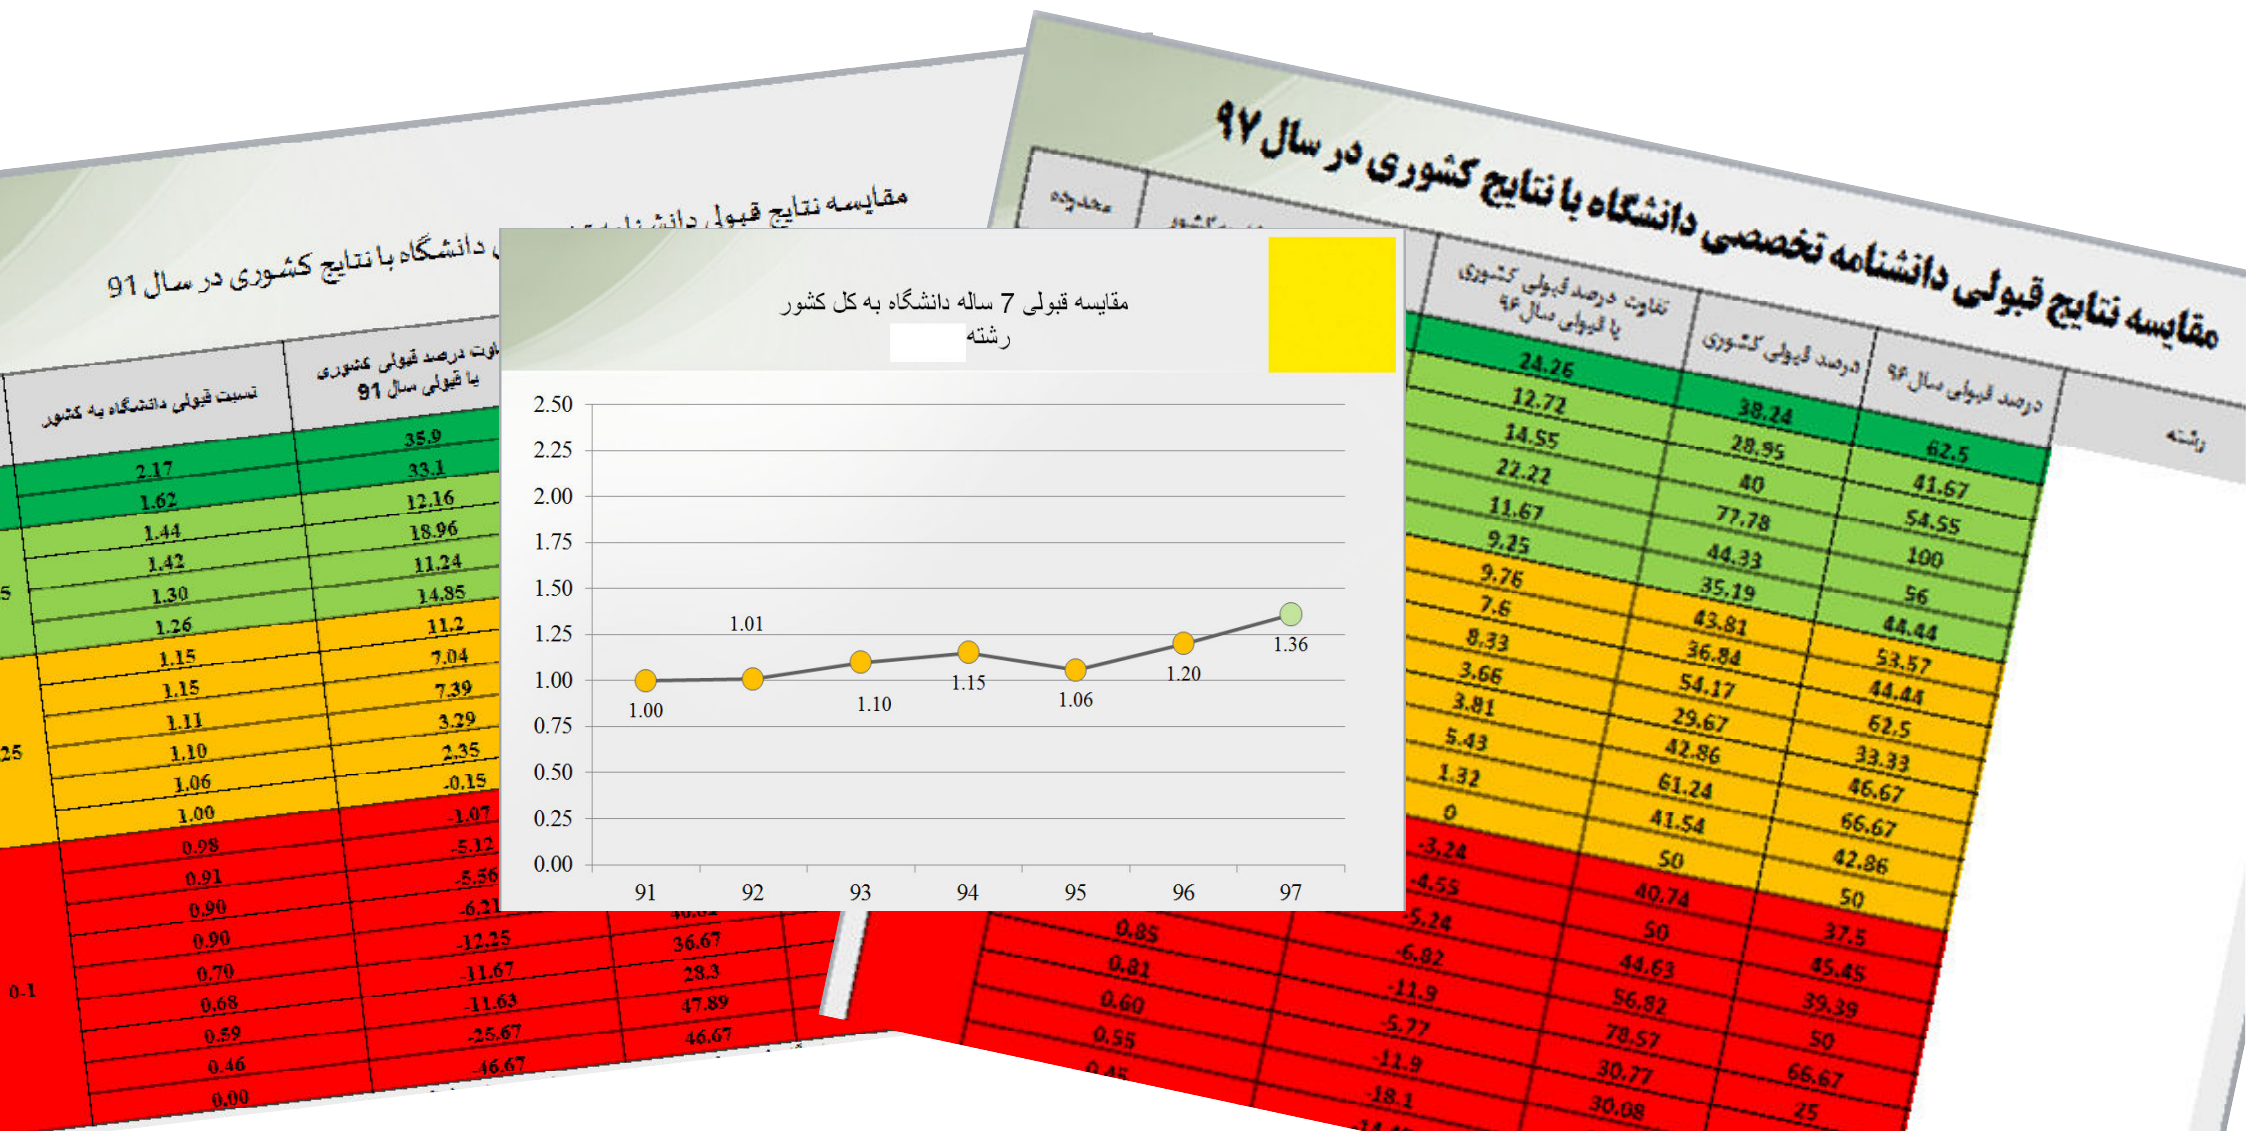 مقایسه نتایج قبولی دانشنامه
دانشگاه با نتایج کشوری در سال 91
نسبت قبولی دانشگاه به کشور
درصد قبولی کشوری
با قبولی سال 91
2.17 35.9
1.62 33.1
1.44 12.16
1.42 18.96
1.30 11.24
1.26 14.85
1.15 11.2
1.15 7.04
1.11 7.39
1.10 3.29
1.06 2.35
1.00 -0.15
0.98 -1.07
0.91 -5.12
0.90 -5.56
0.90 -6.21
0.70 -12.25 36.67
0.68 -11.67 28.3
0.59 -11.63 47.89
0.46 -25.67 46.67
0.00 -46.67
25
0-1
مقایسه قبولی 7 ساله دانشگاه به کل کشور
رشته
2.50
2.25
2.00
1.75
1.50
1.25
1.00
0.75
0.50
0.25
0.00
1.00 1.01 1.10 1.15 1.06 1.20 1.36
91 92 93 94 95 96 97
مقایسه نتایج قبولی دانشنامه تخصصی دانشگاه با نتایج کشوری در سال ۹۷
محدوده
تفاوت درصد قبولی کشوری
با قبولی سال ۹۶
درصد قبولی کشوری
درصد قبولی سال ۹۶
رشته
24.26 38.24 62.5
12.72 28.95 41.67
14.55 40 54.55
22.22 77.78 100
11.67 44.33 56
9.25 35.19 44.44
9.76 43.81 53.57
7.6 36.84 44.44
8.33 54.17 62.5
3.66 29.67 33.33
3.81 42.86 46.67
5.43 61.24 66.67
1.32 41.54 42.86
0 50 50
-3.24 40.74 37.5
-4.55 50 45.45
-5.24 44.63 39.39
0.85 -6.82 56.82 50
0.81 -11.9 78.57 66.67
0.60 -5.77 30.77 25
0.55 -11.9 30.08
-18.1